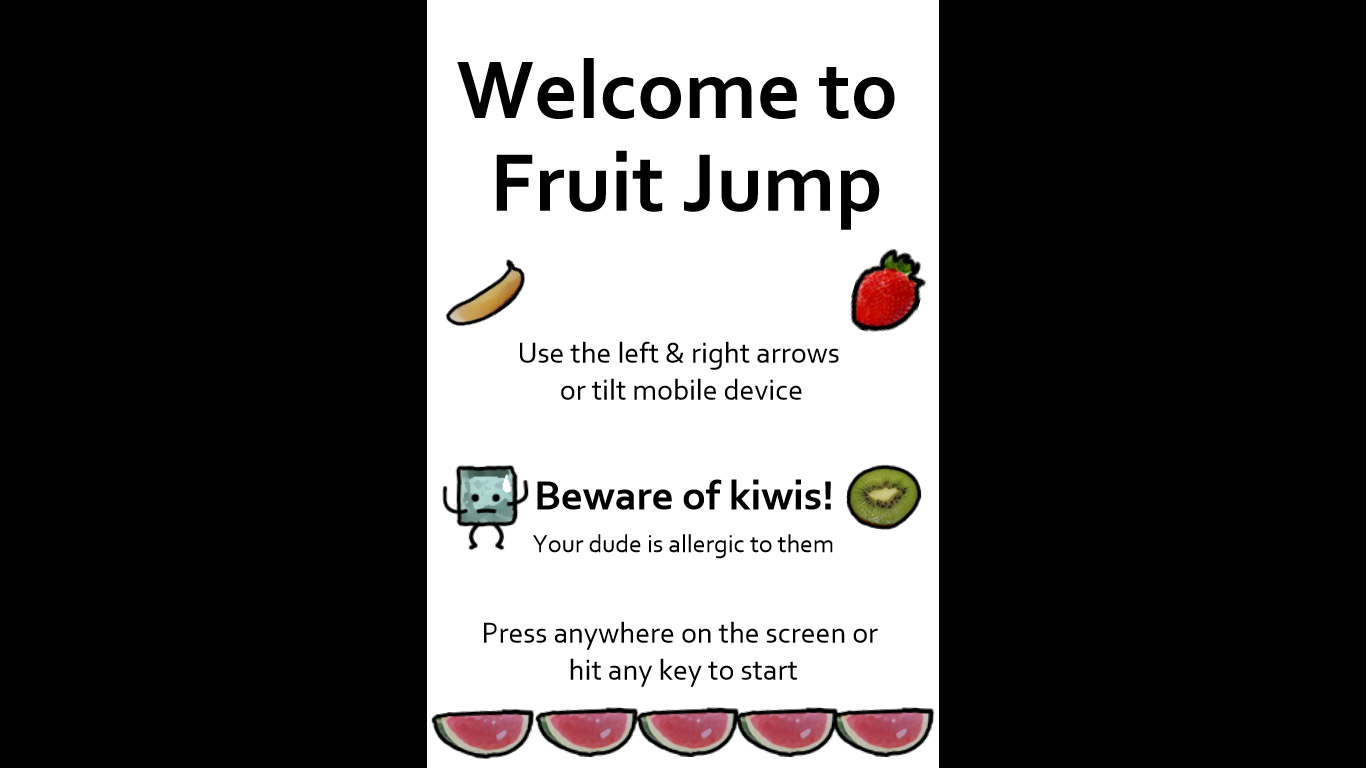 Welcome to
Fruit Jump
Use the left & right arrows
or tilt mobile device
Beware of kiwis!
Your dude is allergic to them
Press anywhere on the screen or
hit any key to start